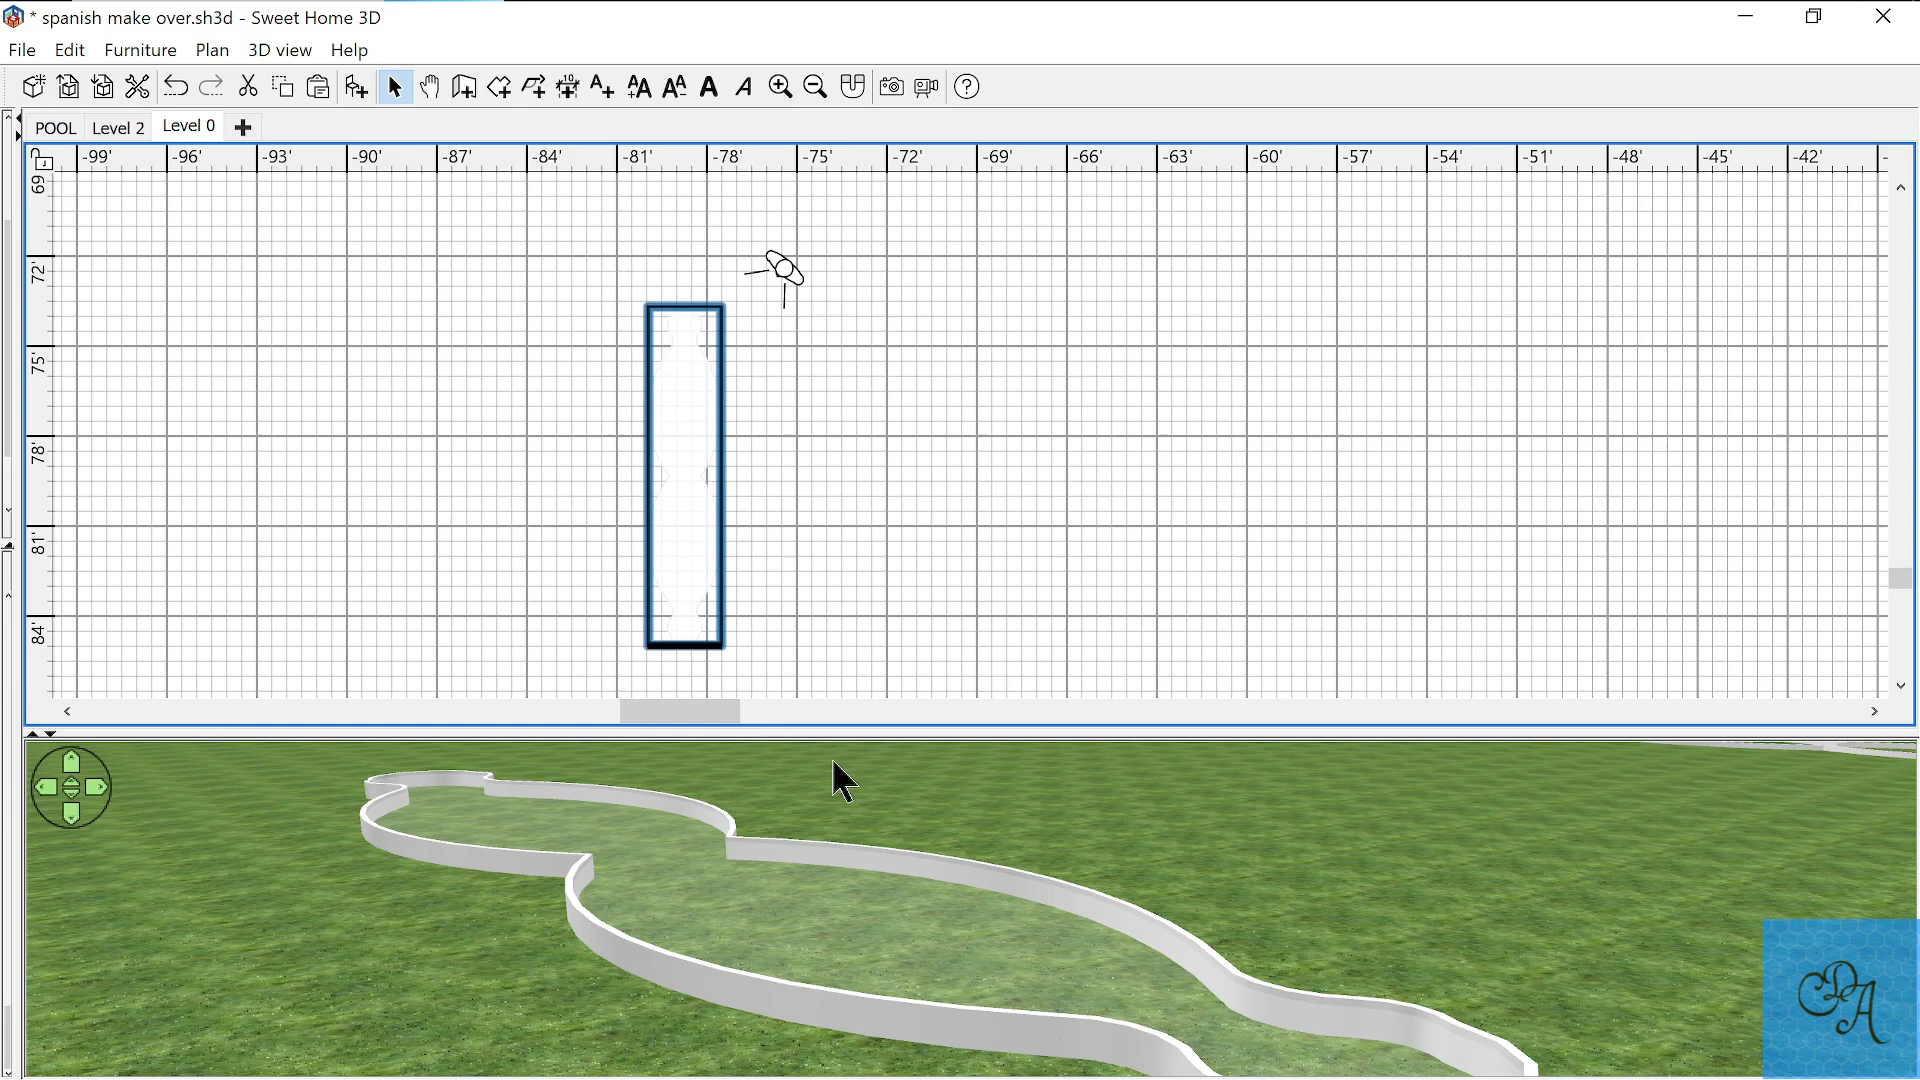 * spanish make over.sh3d - Sweet Home 3D
File Edit Furniture Plan 3D view Help
POOL Level 2 Level 0
-99' -96' -93' -90' -87' -84' -81' -78' -75' -72' -69' -66' -63' -60' -57' -54' -51' -48' -45' -42' -
69
72'
75'
78'
81'
84'
DA